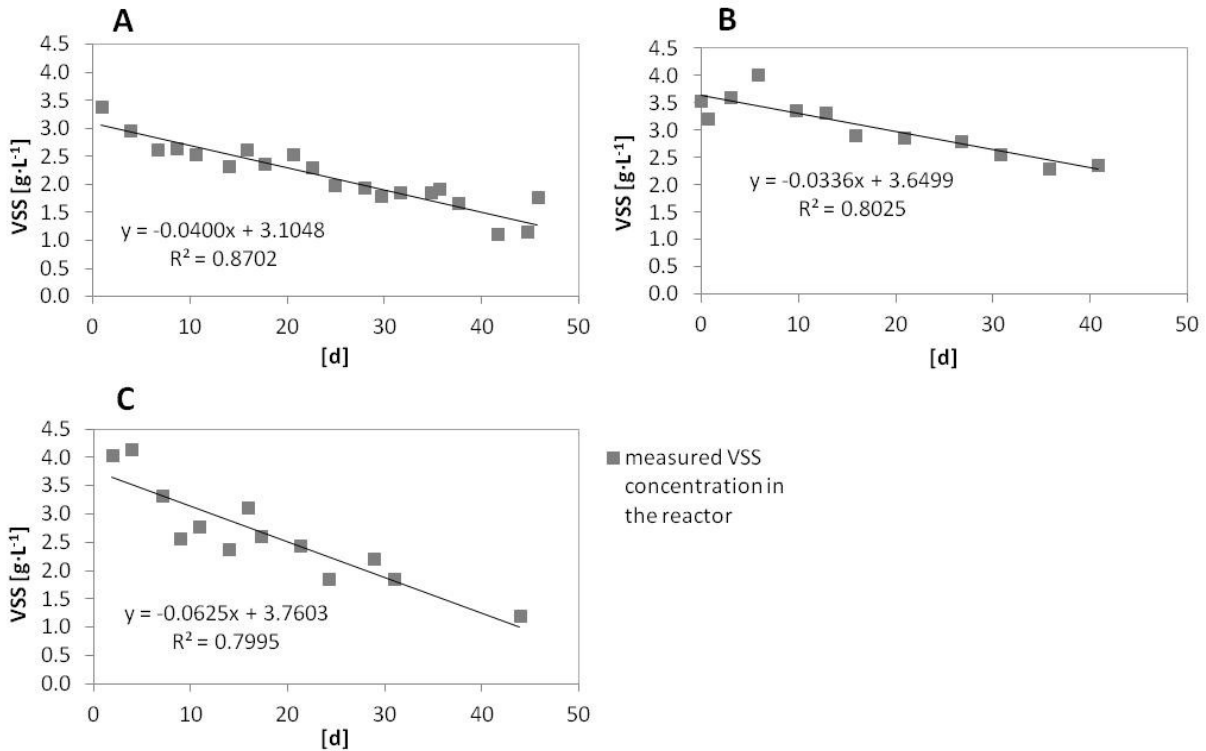 A
4.5
4.0
3.5
3.0
2.5
2.0
1.5
1.0
0.5
0.0
VSS [g·L⁻¹]
y = -0.0400x + 3.1048
R² = 0.8702
0 10 20 30 40 50
[d]
B
4.5
4.0
3.5
3.0
2.5
2.0
1.5
1.0
0.5
0.0
VSS [g·L⁻¹]
y = -0.0336x + 3.6499
R² = 0.8025
0 10 20 30 40 50
[d]
C
4.5
4.0
3.5
3.0
2.5
2.0
1.5
1.0
0.5
0.0
VSS [g·L⁻¹]
y = -0.0625x + 3.7603
R² = 0.7995
0 10 20 30 40 50
[d]
measured VSS
concentration in
the reactor